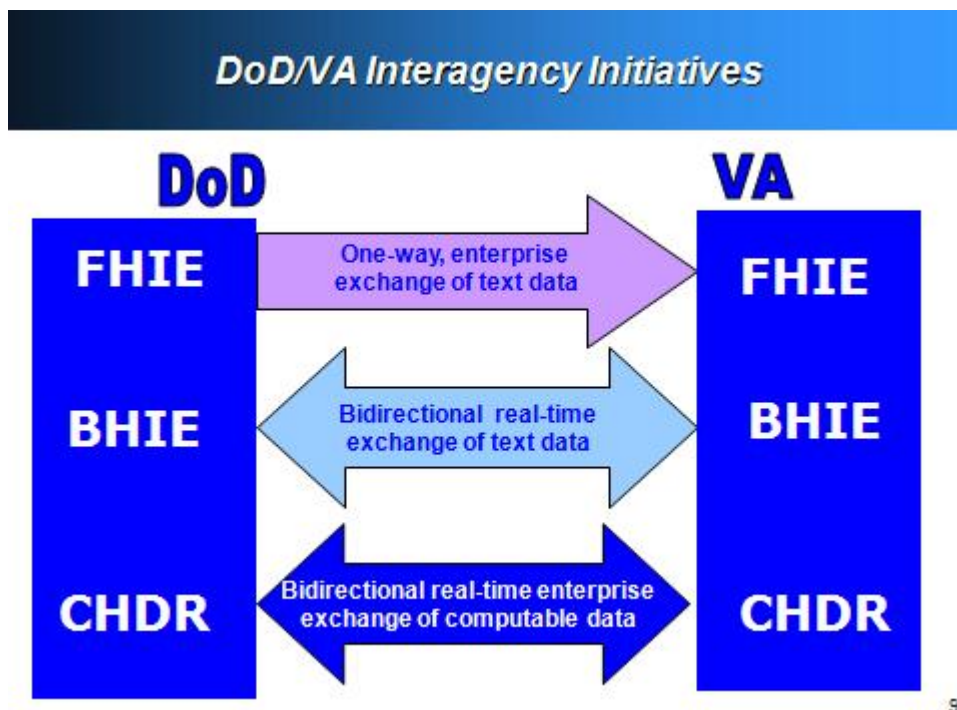 DoD/VA Interagency Initiatives
DoD
VA
FHIE
One-way, enterprise
exchange of text data
FHIE
BHIE
Bidirectional real-time
exchange of text data
BHIE
CHDR
Bidirectional real-time enterprise
exchange of computable data
CHDR